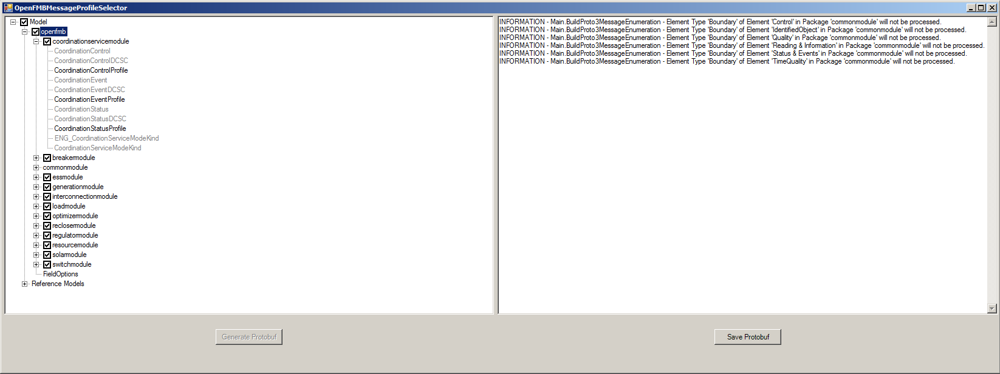 OpenFMBMessageProfileSelector
Model
openfmb
coordinationservicemodule
CoordinationControl
CoordinationControlDCSC
CoordinationControlProfile
CoordinationEvent
CoordinationEventDCSC
CoordinationEventProfile
CoordinationStatus
CoordinationStatusDCSC
CoordinationStatusProfile
ENG_CoordinationServiceModeKind
CoordinationServiceModeKind
breakermodule
commonmodule
essmodule
generationmodule
interconnectionmodule
loadmodule
optimizermodule
reclosermodule
regulatormodule
resourcemodule
solarmodule
switchmodule
FieldOptions
Reference Models
INFORMATION - Main.BuildProto3MessageEnumeration - Element Type 'Boundary' of Element 'Control' in Package 'commonmodule' will not be processed.
INFORMATION - Main.BuildProto3MessageEnumeration - Element Type 'Boundary' of Element 'IdentifiedObject' in Package 'commonmodule' will not be processed.
INFORMATION - Main.BuildProto3MessageEnumeration - Element Type 'Boundary' of Element 'Quality' in Package 'commonmodule' will not be processed.
INFORMATION - Main.BuildProto3MessageEnumeration - Element Type 'Boundary' of Element 'Reading & Information' in Package 'commonmodule' will not be processed.
INFORMATION - Main.BuildProto3MessageEnumeration - Element Type 'Boundary' of Element 'Status & Events' in Package 'commonmodule' will not be processed.
INFORMATION - Main.BuildProto3MessageEnumeration - Element Type 'Boundary' of Element 'TimeQuality' in Package 'commonmodule' will not be processed.
Generate Protobuf
Save Protobuf